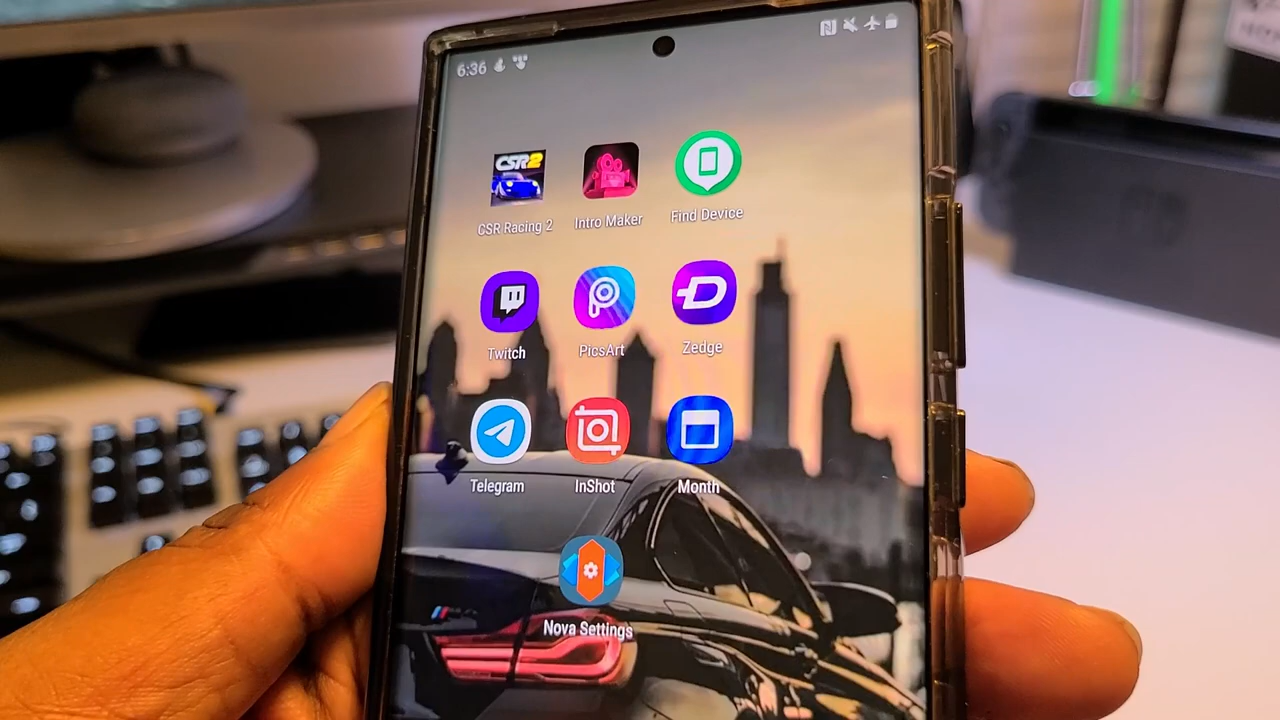 6:36
CSR2
CSR Racing 2
Intro Maker
Find Device
Twitch
PicsArt
Zedge
Telegram
InShot
Month
Nova Settings